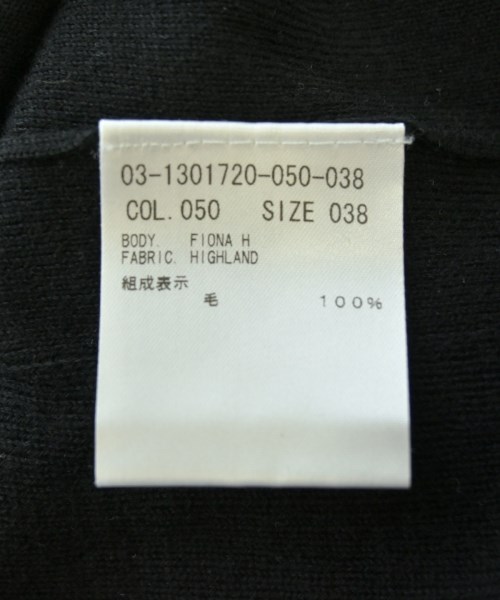 03-1301720-050-038
COL. 050 SIZE 038
BODY. FIONA H
FABRIC. HIGHLAND
組成表示
毛 100%